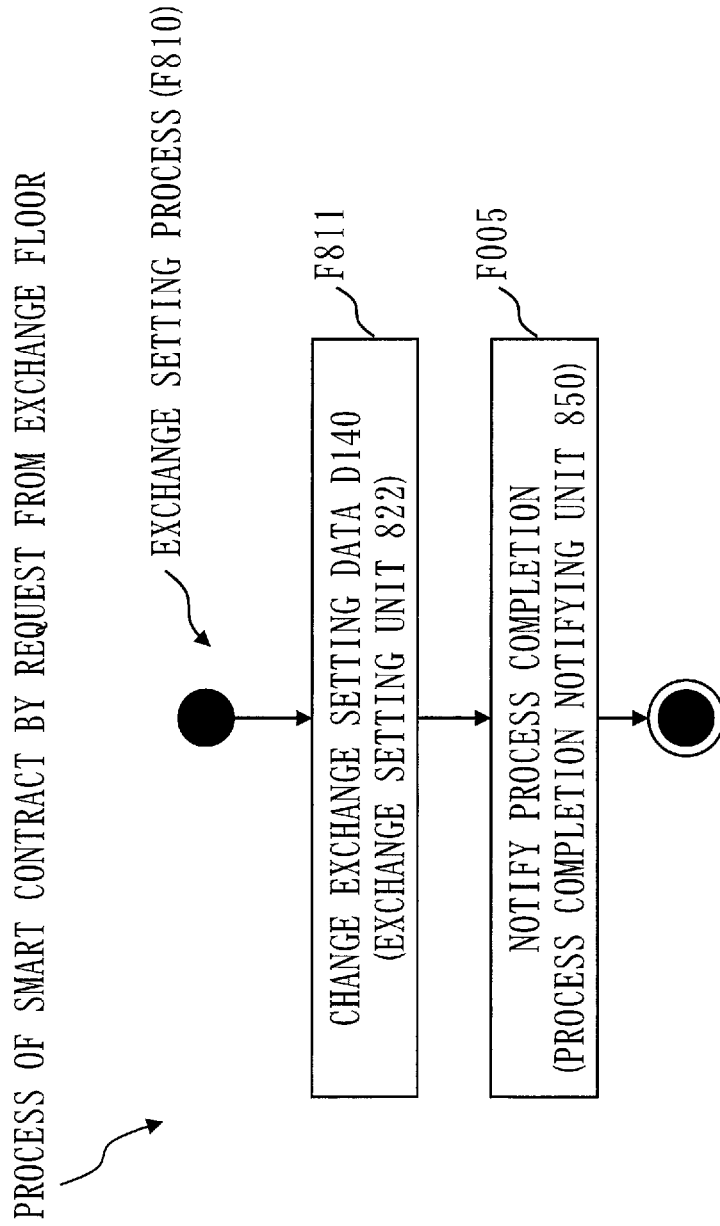 PROCESS OF SMART CONTRACT BY REQUEST FROM EXCHANGE FLOOR
EXCHANGE SETTING PROCESS (F810)
F811
CHANGE EXCHANGE SETTING DATA D140
(EXCHANGE SETTING UNIT 822)
F005
NOTIFY PROCESS COMPLETION
(PROCESS COMPLETION NOTIFYING UNIT 850)